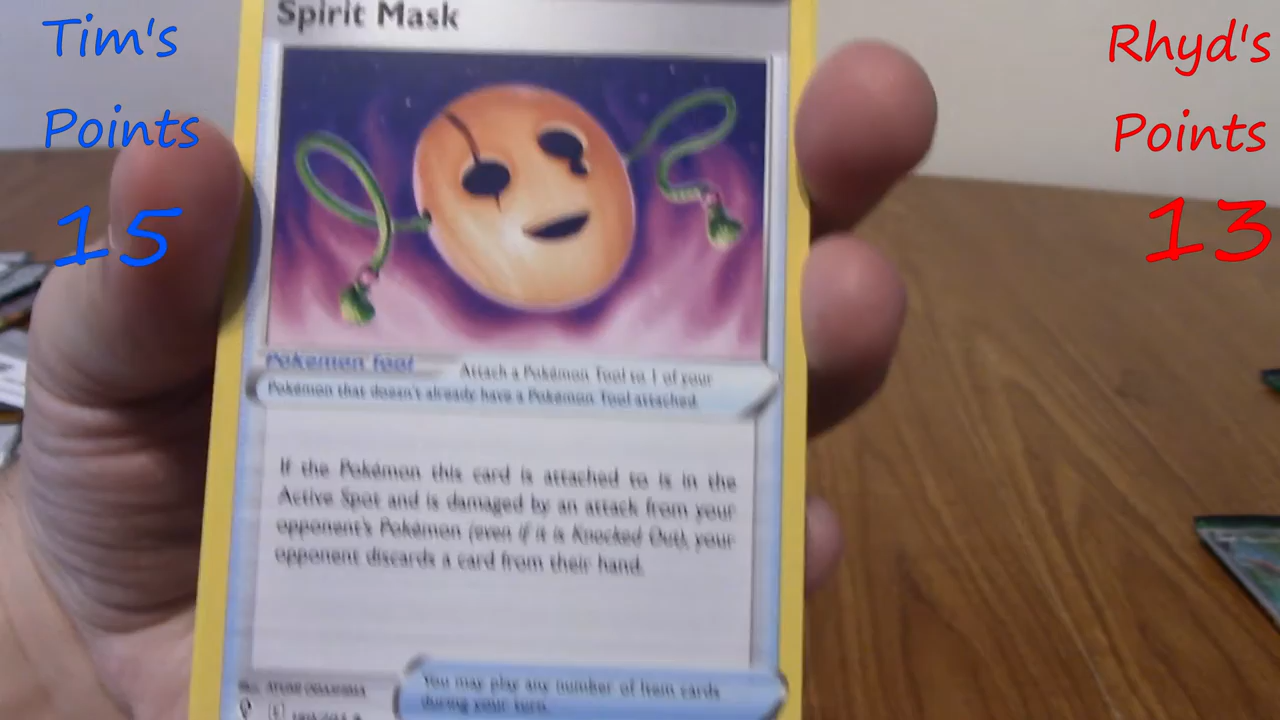 Spirit Mask
Tim's
Points
15
Rhyd's
Points
13
Pokémon Tool
Attach a Pokémon Tool to 1 of your
Pokémon that doesn't already have a Pokémon Tool attached.
If the Pokémon this card is attached to is in the
Active Spot and is damaged by an attack from your
opponent's Pokémon (even if it is Knocked Out), your
opponent discards a card from their hand.
You may play any number of Item cards
during your turn.